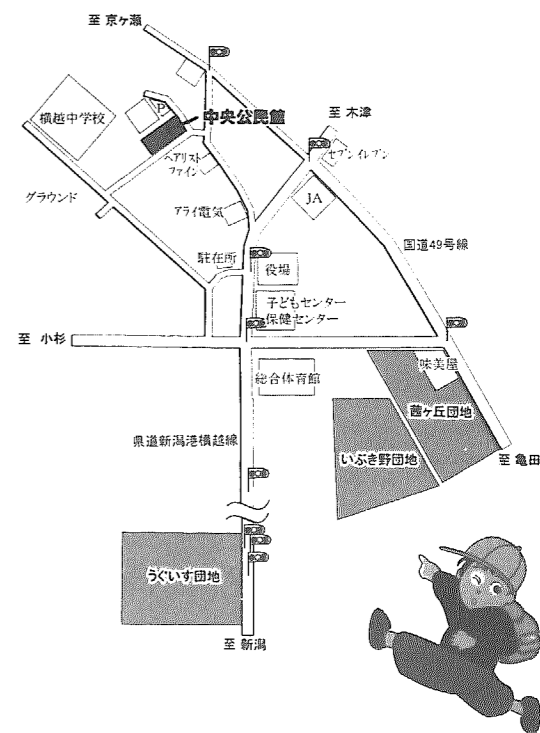 至 京ヶ瀬
至 木津
横越中学校
P
中央公民館
セブンイレブン
ヘアリスト
ファイン
JA
グラウンド
アライ電気
国道49号線
駐在所
役場
子どもセンター
保健センター
至 小杉
味美屋
総合体育館
茜ヶ丘団地
県道新潟港横越線
いぶき野団地
至 亀田
うぐいす団地
至 新潟